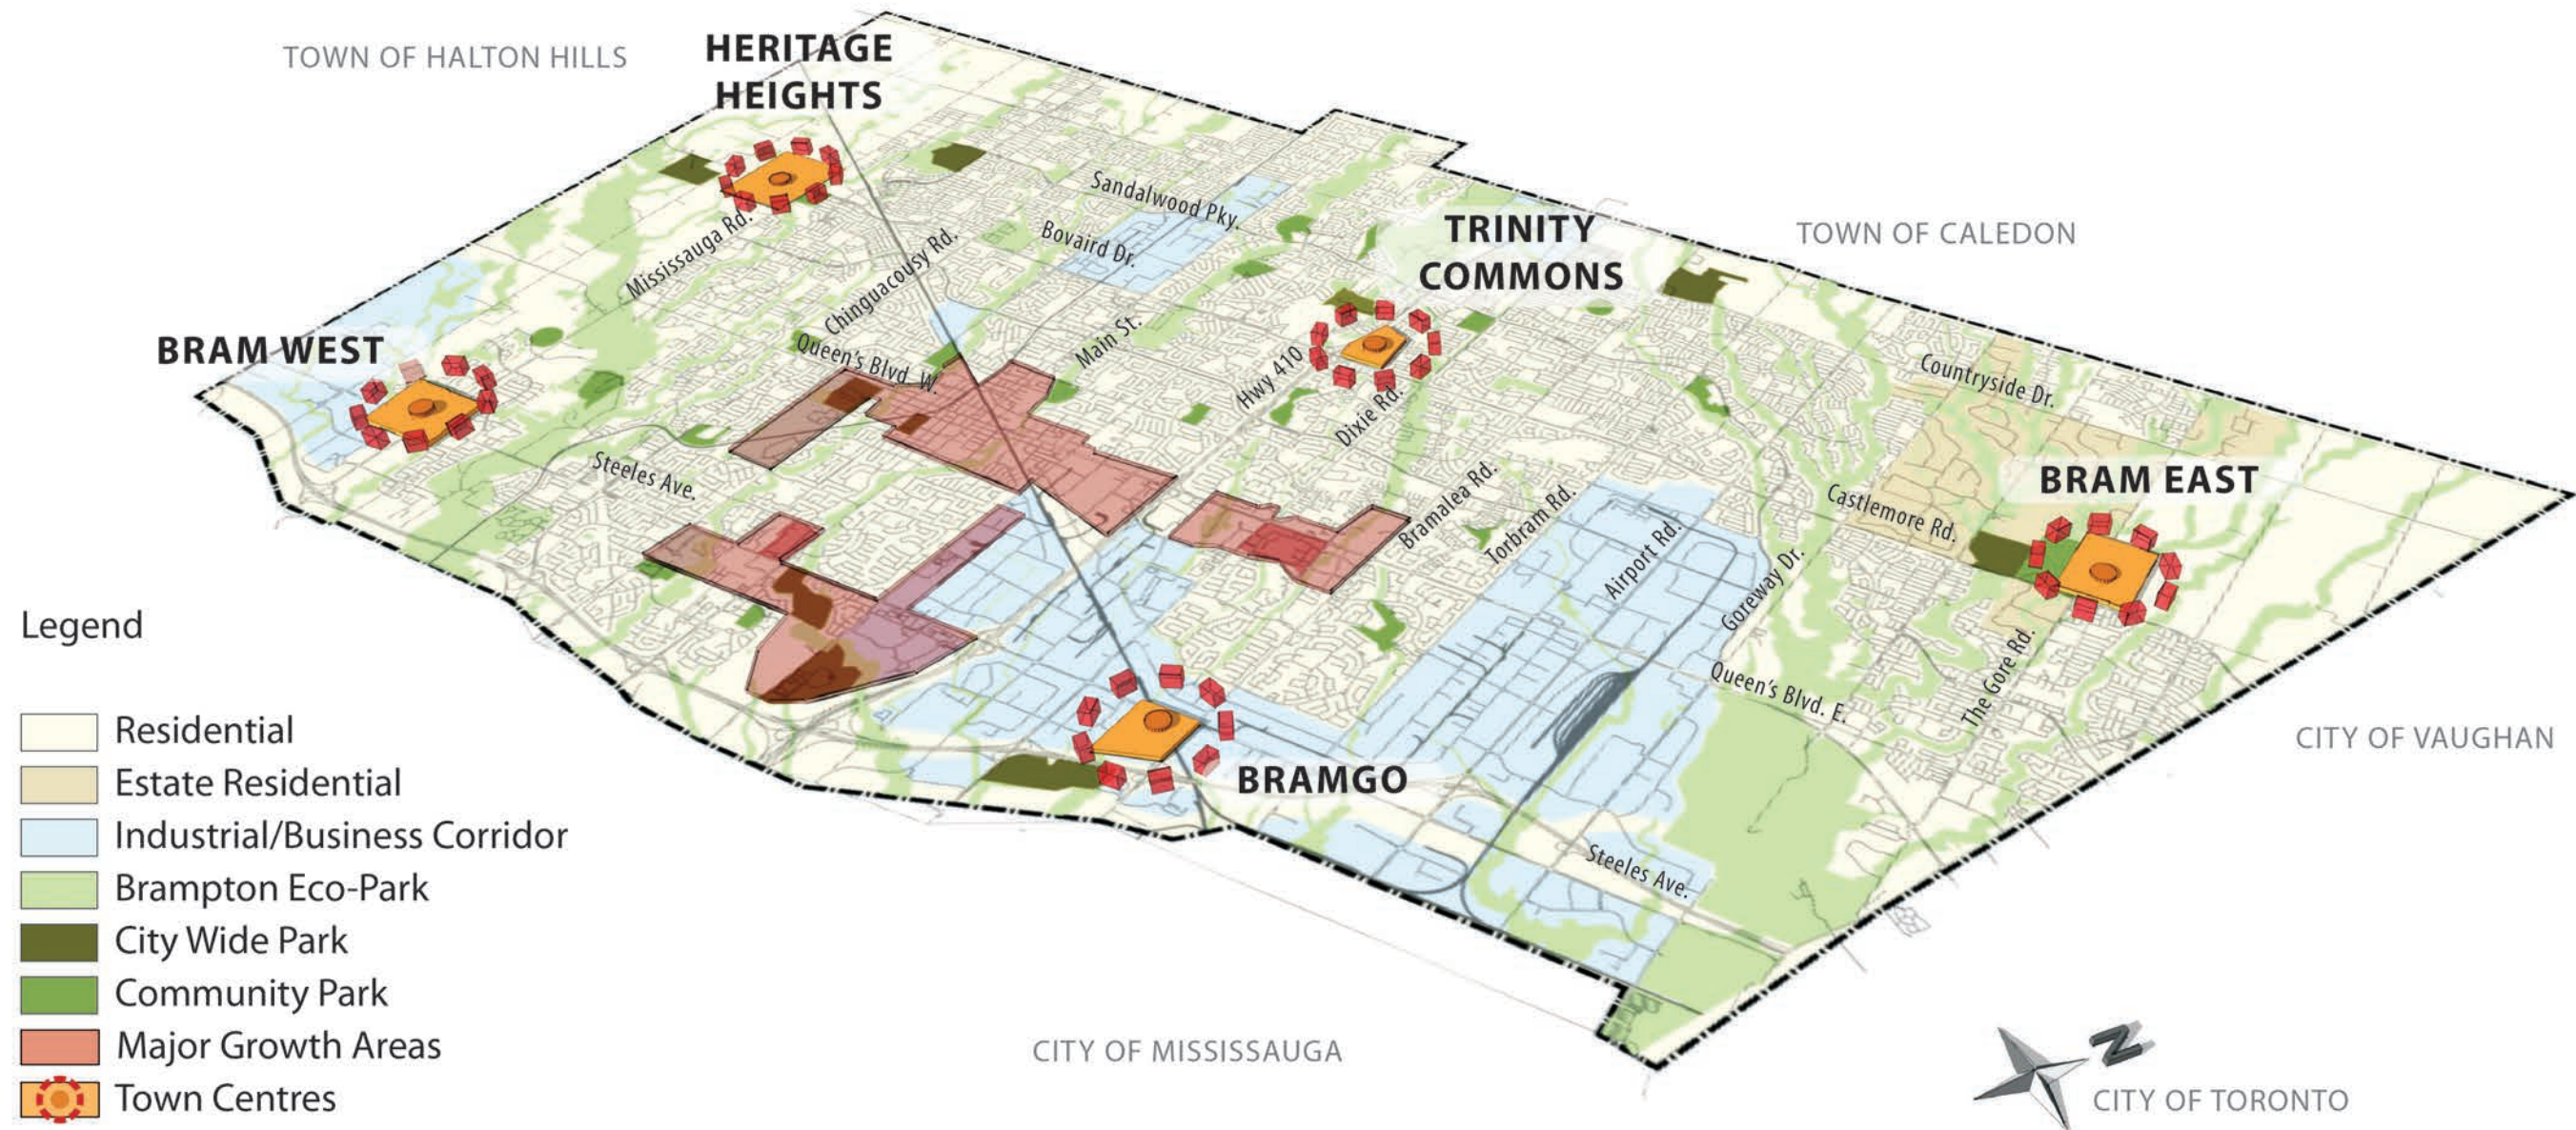 TOWN OF HALTON HILLS
HERITAGE
HEIGHTS
Sandalwood Pky.
Bovaird Dr.
Mississauga Rd.
Chinguacousy Rd.
TRINITY
COMMONS
TOWN OF CALEDON
BRAM WEST
Queen's Blvd. W.
Main St.
Hwy 410
Dixie Rd.
Countryside Dr.
Steeles Ave.
Bramalea Rd.
Torbram Rd.
Airport Rd.
Goreway Dr.
Castlemore Rd.
BRAM EAST
The Gore Rd.
Queen's Blvd. E.
CITY OF VAUGHAN
BRAMGO
Steeles Ave.
CITY OF MISSISSAUGA
N
CITY OF TORONTO
Legend
Residential
Estate Residential
Industrial/Business Corridor
Brampton Eco-Park
City Wide Park
Community Park
Major Growth Areas
Town Centres